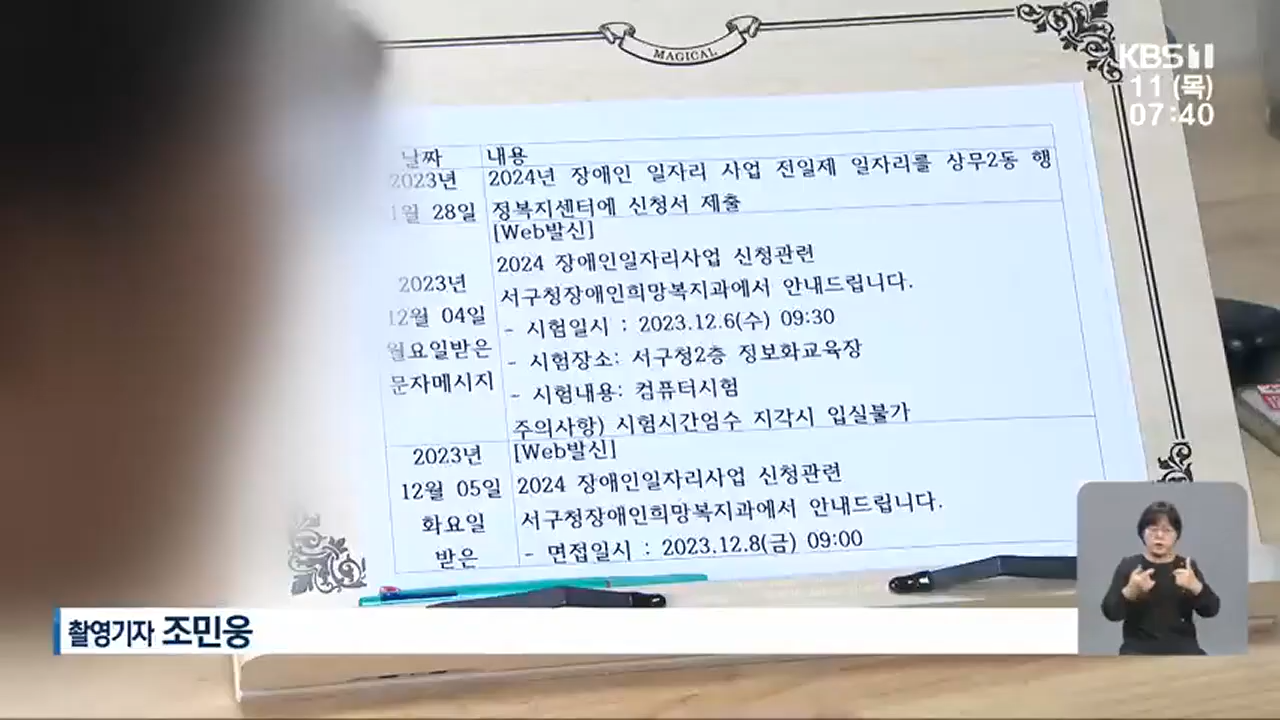 MAGICAL
KBS 1
11 (목)
07:40
날짜 내용
2023년 2024년 장애인 일자리 사업 전일제 일자리를 상무2동 행
1월 28일 정복지센터에 신청서 제출
[Web발신]
2024 장애인일자리사업 신청관련
2023년 서구청장애인희망복지과에서 안내드립니다.
12월 04일 - 시험일시 : 2023.12.6(수) 09:30
월요일받은 - 시험장소: 서구청2층 정보화교육장
문자메시지 - 시험내용: 컴퓨터시험
주의사항) 시험시간엄수 지각시 입실불가
2023년 [Web발신]
12월 05일 2024 장애인일자리사업 신청관련
화요일 서구청장애인희망복지과에서 안내드립니다.
받은 - 면접일시 : 2023.12.8(금) 09:00
촬영기자 조민웅